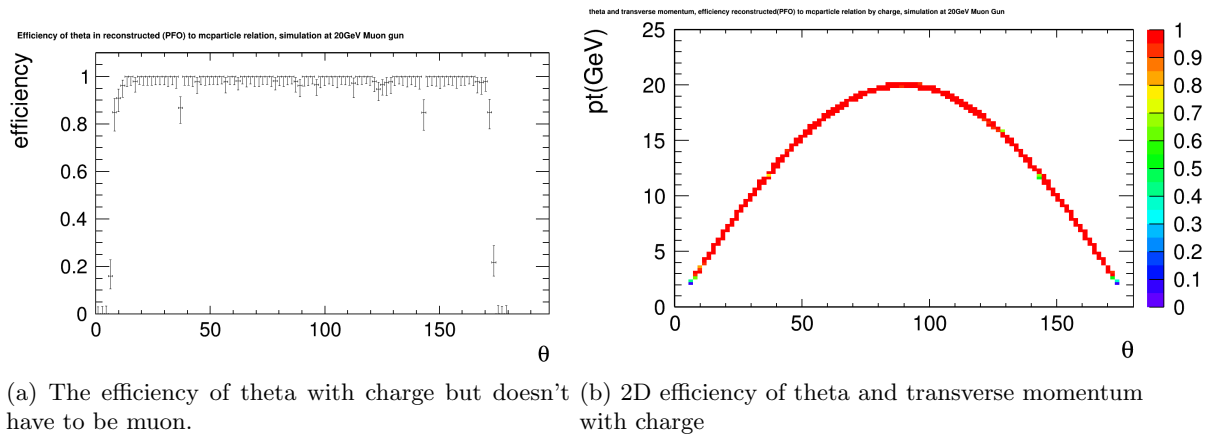 Efficiency of theta in reconstructed (PFO) to mcparticle relation, simulation at 20GeV Muon gun
efficiency
1
0.8
0.6
0.4
0.2
0
0 50 100 150
θ
theta and transverse momentum, efficiency reconstructed(PFO) to mcparticle relation by charge, simulation at 20GeV Muon Gun
pt(GeV)
25
20
15
10
5
0
0 50 100 150
θ
1
0.9
0.8
0.7
0.6
0.5
0.4
0.3
0.2
0.1
0
(a) The efficiency of theta with charge but doesn't
have to be muon.
(b) 2D efficiency of theta and transverse momentum
with charge